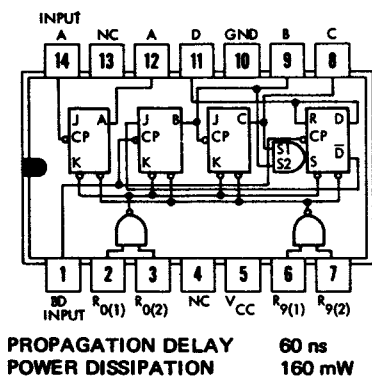 INPUT
A NC A D GND B C
14 13 12 11 10 9 8
J A J B J C R D
CP CP CP S1 CP
K K K S2 S D̅
1 2 3 4 5 6 7
BD INPUT R0(1) R0(2) NC VCC R9(1) R9(2)
PROPAGATION DELAY 60 ns
POWER DISSIPATION 160 mW